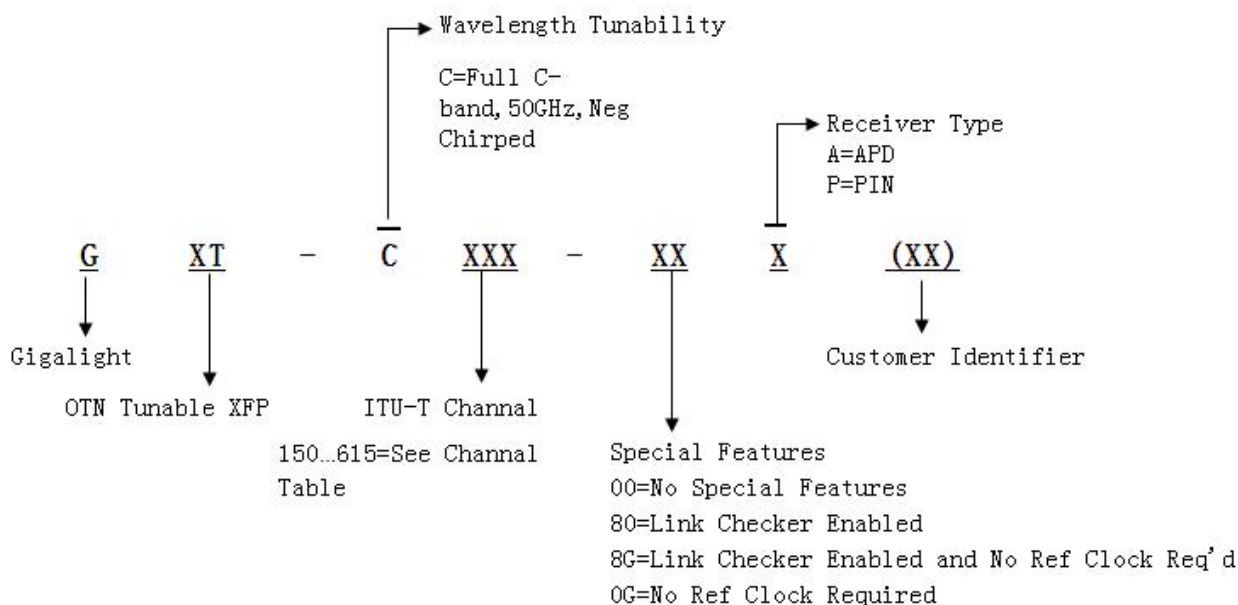 Wavelength Tunability
C=Full C-
band,50GHz,Neg
Chirped
Receiver Type
A=APD
P=PIN
G XT - C XXX - XX X (XX)
Gigalight
Customer Identifier
OTN Tunable XFP
ITU-T Channal
150…615=See Channal
Table
Special Features
00=No Special Features
80=Link Checker Enabled
8G=Link Checker Enabled and No Ref Clock Req'd
0G=No Ref Clock Required